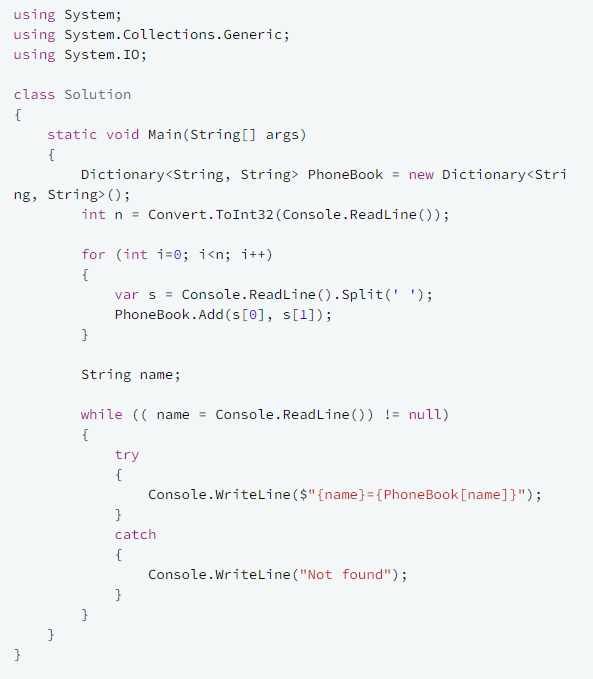 using System;
using System.Collections.Generic;
using System.IO;

class Solution
{
    static void Main(String[] args)
    {
        Dictionary<String, String> PhoneBook = new Dictionary<Stri
ng, String>();
        int n = Convert.ToInt32(Console.ReadLine());

        for (int i=0; i<n; i++)
        {
            var s = Console.ReadLine().Split(' ');
            PhoneBook.Add(s[0], s[1]);
        }

        String name;

        while (( name = Console.ReadLine()) != null)
        {
            try
            {
                Console.WriteLine($"{name}={PhoneBook[name]}");
            }
            catch
            {
                Console.WriteLine("Not found");
            }
        }
    }
}